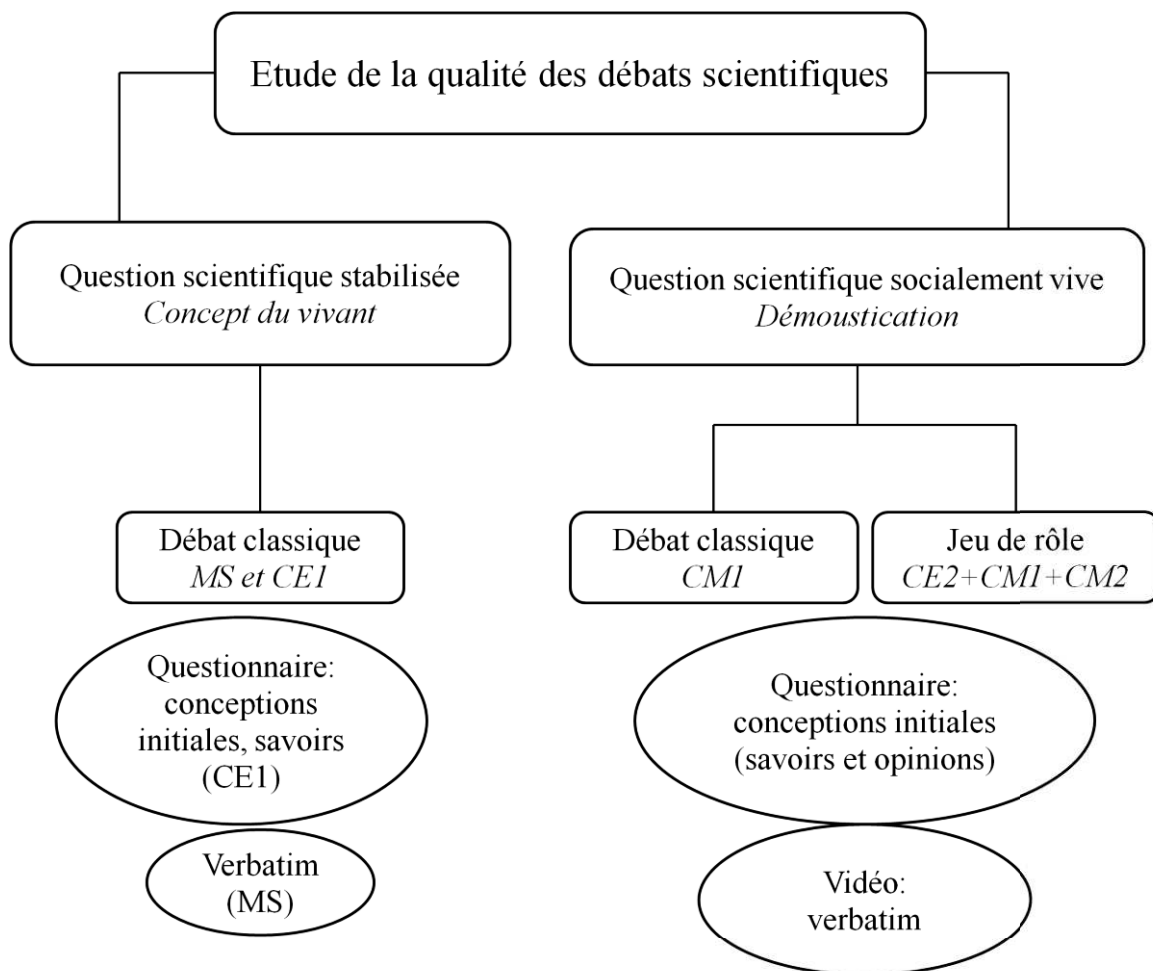 Etude de la qualité des débats scientifiques
Question scientifique stabilisée
Concept du vivant
Question scientifique socialement vive
Démoustication
Débat classique
MS et CE1
Débat classique
CM1
Jeu de rôle
CE2+CM1+CM2
Questionnaire:
conceptions
initiales, savoirs
(CE1)
Questionnaire:
conceptions initiales
(savoirs et opinions)
Verbatim
(MS)
Vidéo:
verbatim